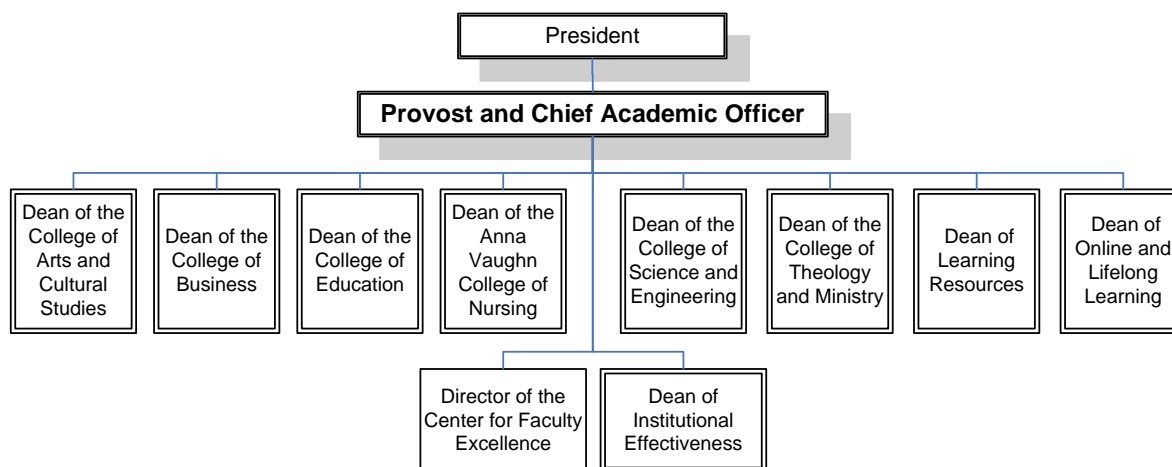 President
Provost and Chief Academic Officer
Dean of the
College of
Arts and
Cultural
Studies
Dean of the
College of
Business
Dean of the
College of
Education
Dean of the
Anna
Vaughn
College of
Nursing
Dean of the
College of
Science and
Engineering
Dean of the
College of
Theology
and Ministry
Dean of
Learning
Resources
Dean of
Online and
Lifelong
Learning
Director of the
Center for Faculty
Excellence
Dean of
Institutional
Effectiveness